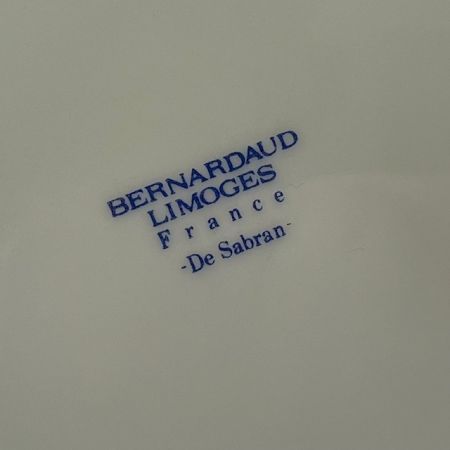 BERNARDAUD
LIMOGES
France
-De Sabran-